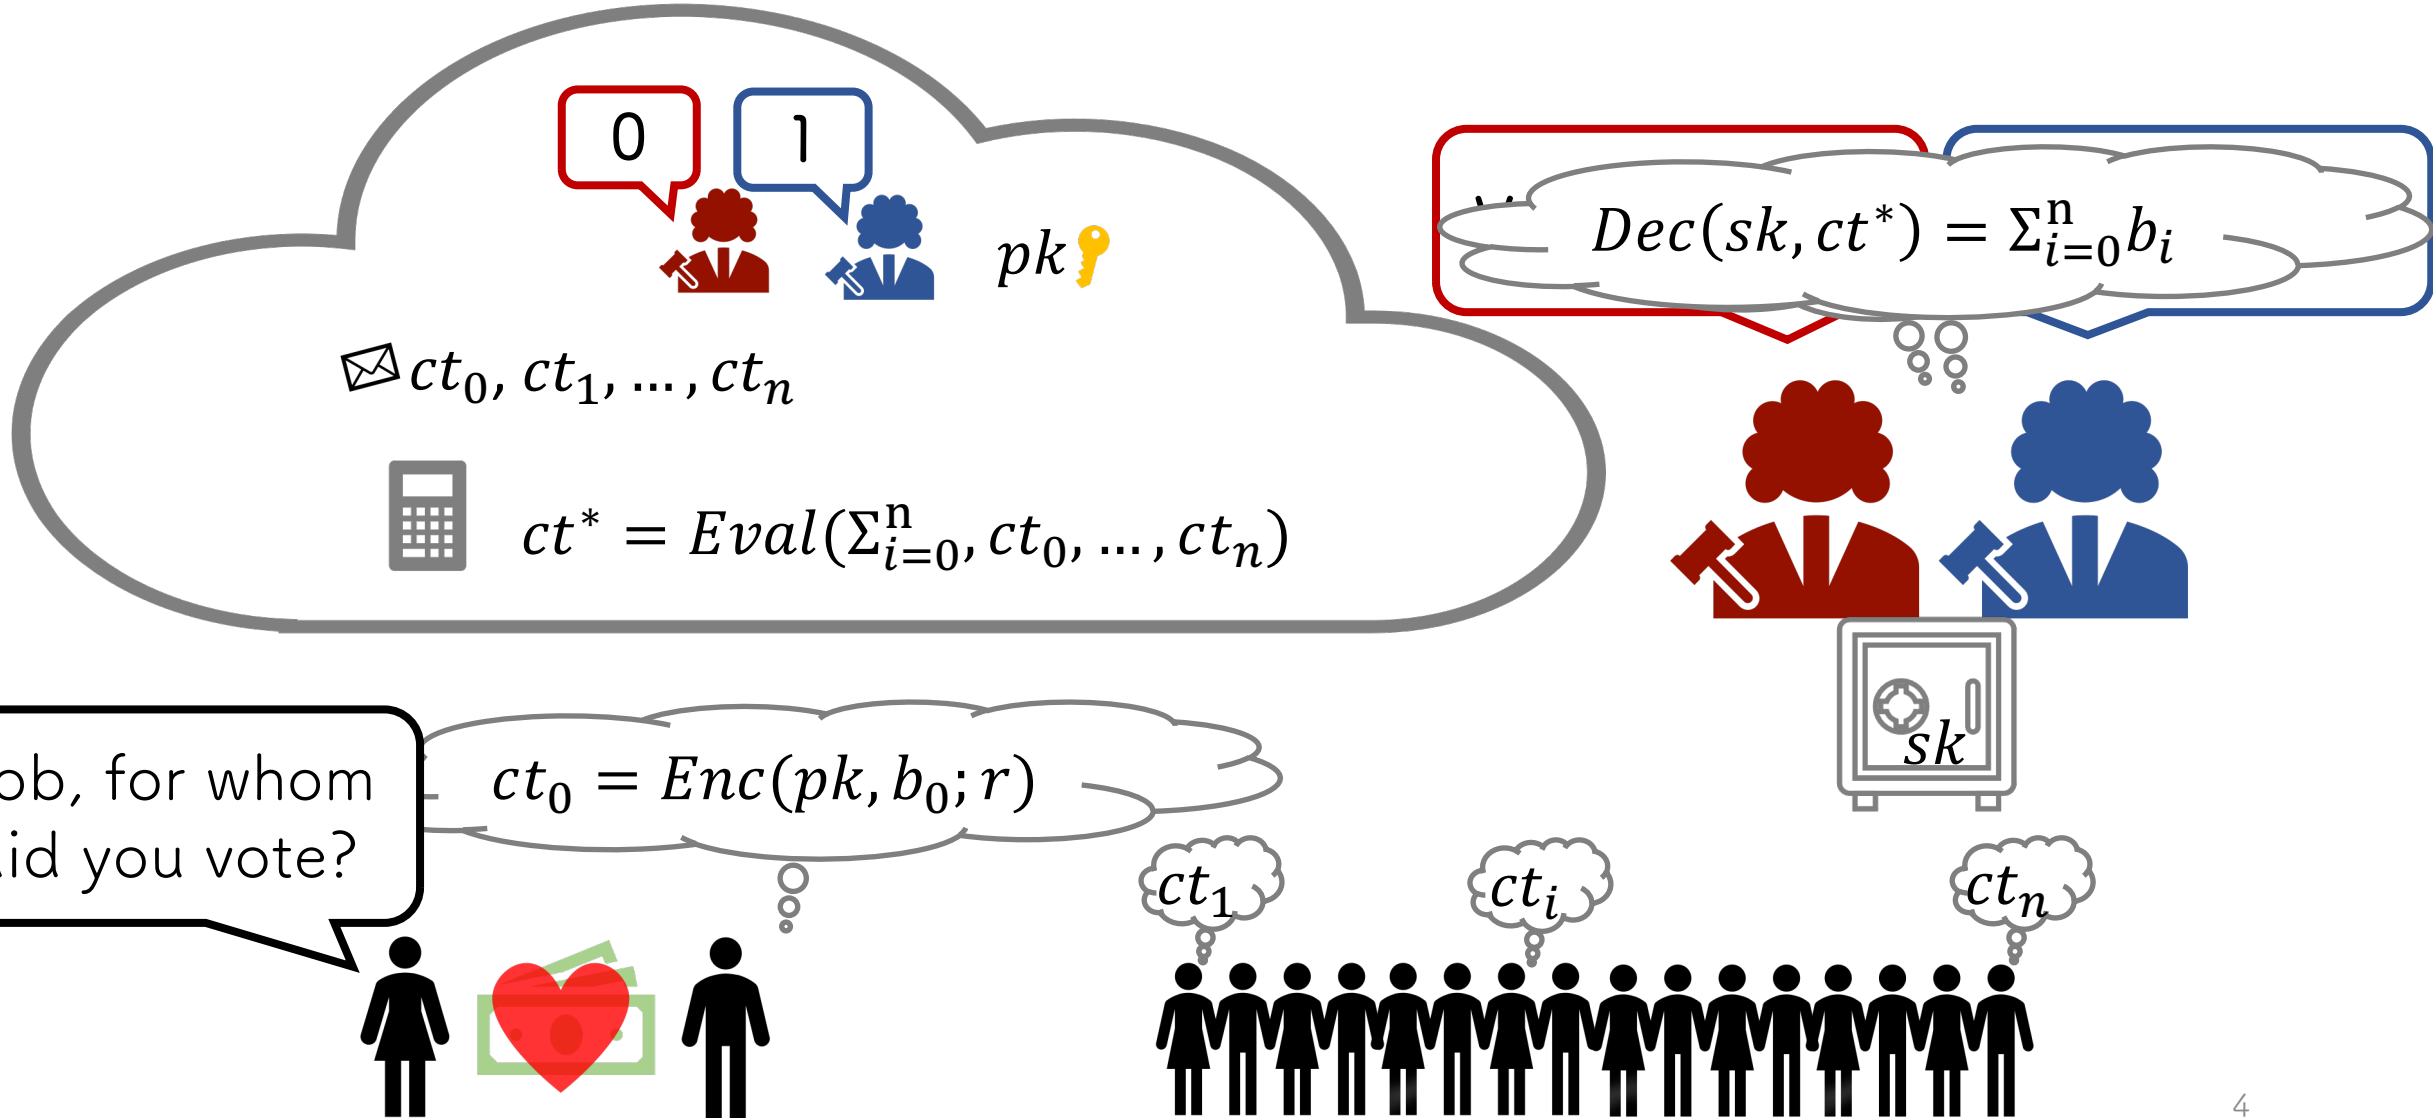 0
1
pk
ct₀, ct₁, … , ctₙ
ct* = Eval(Σⁿᵢ₌₀, ct₀, … , ctₙ)
Dec(sk, ct*) = Σⁿᵢ₌₀ bᵢ
sk
ob, for whom
id you vote?
ct₀ = Enc(pk, b₀; r)
ct₁
ctᵢ
ctₙ
4